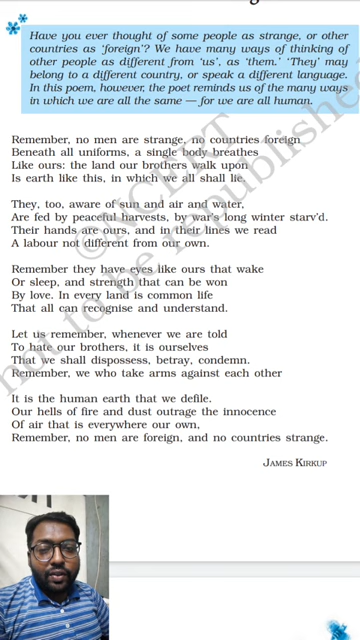 Have you ever thought of some people as strange, or other
countries as 'foreign'? We have many ways of thinking of
other people as different from 'us', as 'them.' 'They' may
belong to a different country, or speak a different language.
In this poem, however, the poet reminds us of the many ways
in which we are all the same — for we are all human.
Remember, no men are strange, no countries foreign
Beneath all uniforms, a single body breathes
Like ours: the land our brothers walk upon
Is earth like this, in which we all shall lie.
They, too, aware of sun and air and water,
Are fed by peaceful harvests, by war's long winter starv'd.
Their hands are ours, and in their lines we read
A labour not different from our own.
Remember they have eyes like ours that wake
Or sleep, and strength that can be won
By love. In every land is common life
That all can recognise and understand.
Let us remember, whenever we are told
To hate our brothers, it is ourselves
That we shall dispossess, betray, condemn.
Remember, we who take arms against each other
It is the human earth that we defile.
Our hells of fire and dust outrage the innocence
Of air that is everywhere our own,
Remember, no men are foreign, and no countries strange.
JAMES KIRKUP
©NCERT
not to be republished